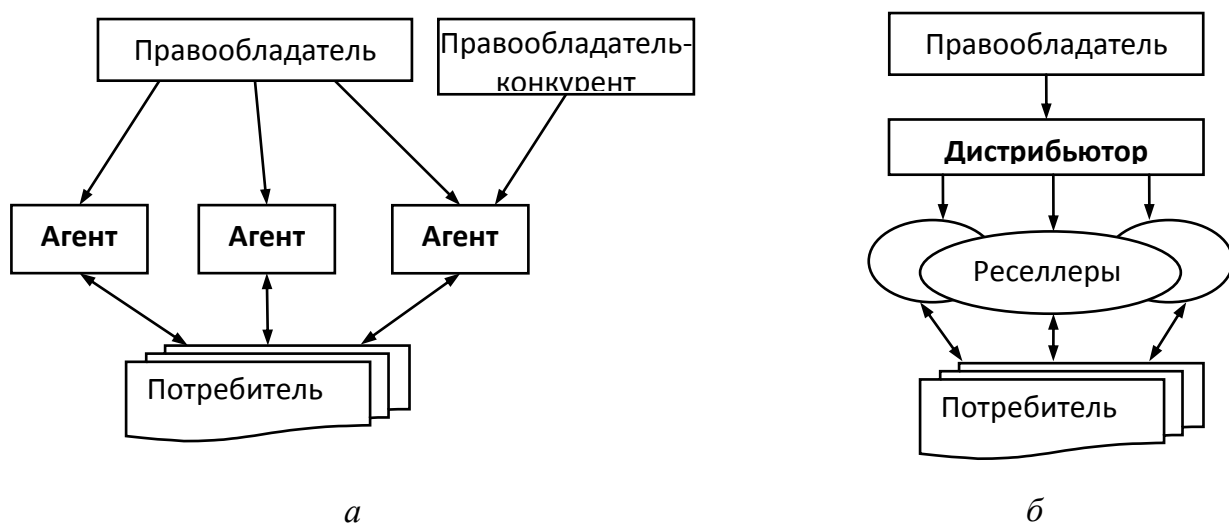 Правообладатель
Правообладатель-
конкурент
Агент
Агент
Агент
Потребитель
а
Правообладатель
Дистрибьютор
Реселлеры
Потребитель
б